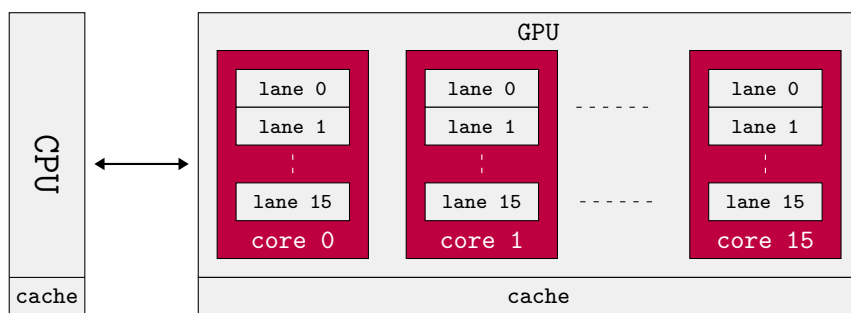 CPU
cache
GPU
lane 0
lane 1
lane 15
core 0
lane 0
lane 1
lane 15
core 1
lane 0
lane 1
lane 15
core 15
cache